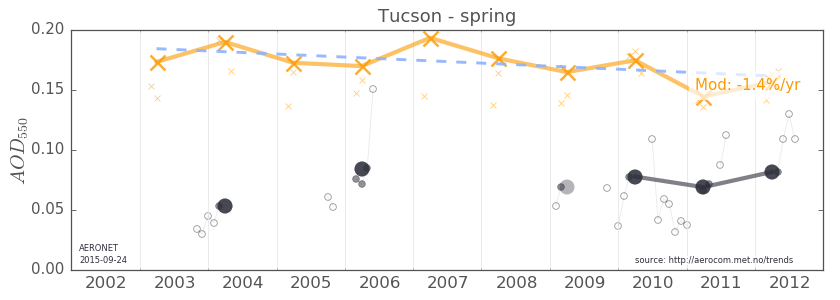 Tucson - spring
0.20
0.15
0.10
0.05
0.00
AOD550
Mod: -1.4%/yr
AERONET
2015-09-24
source: http://aerocom.met.no/trends
2002 2003 2004 2005 2006 2007 2008 2009 2010 2011 2012